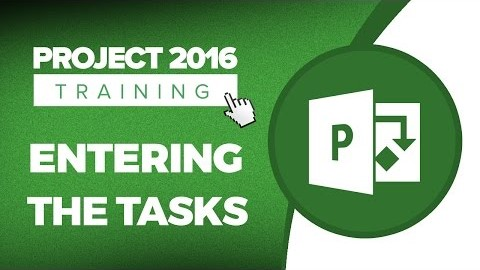 PROJECT 2016
TRAINING
ENTERING
THE TASKS
P